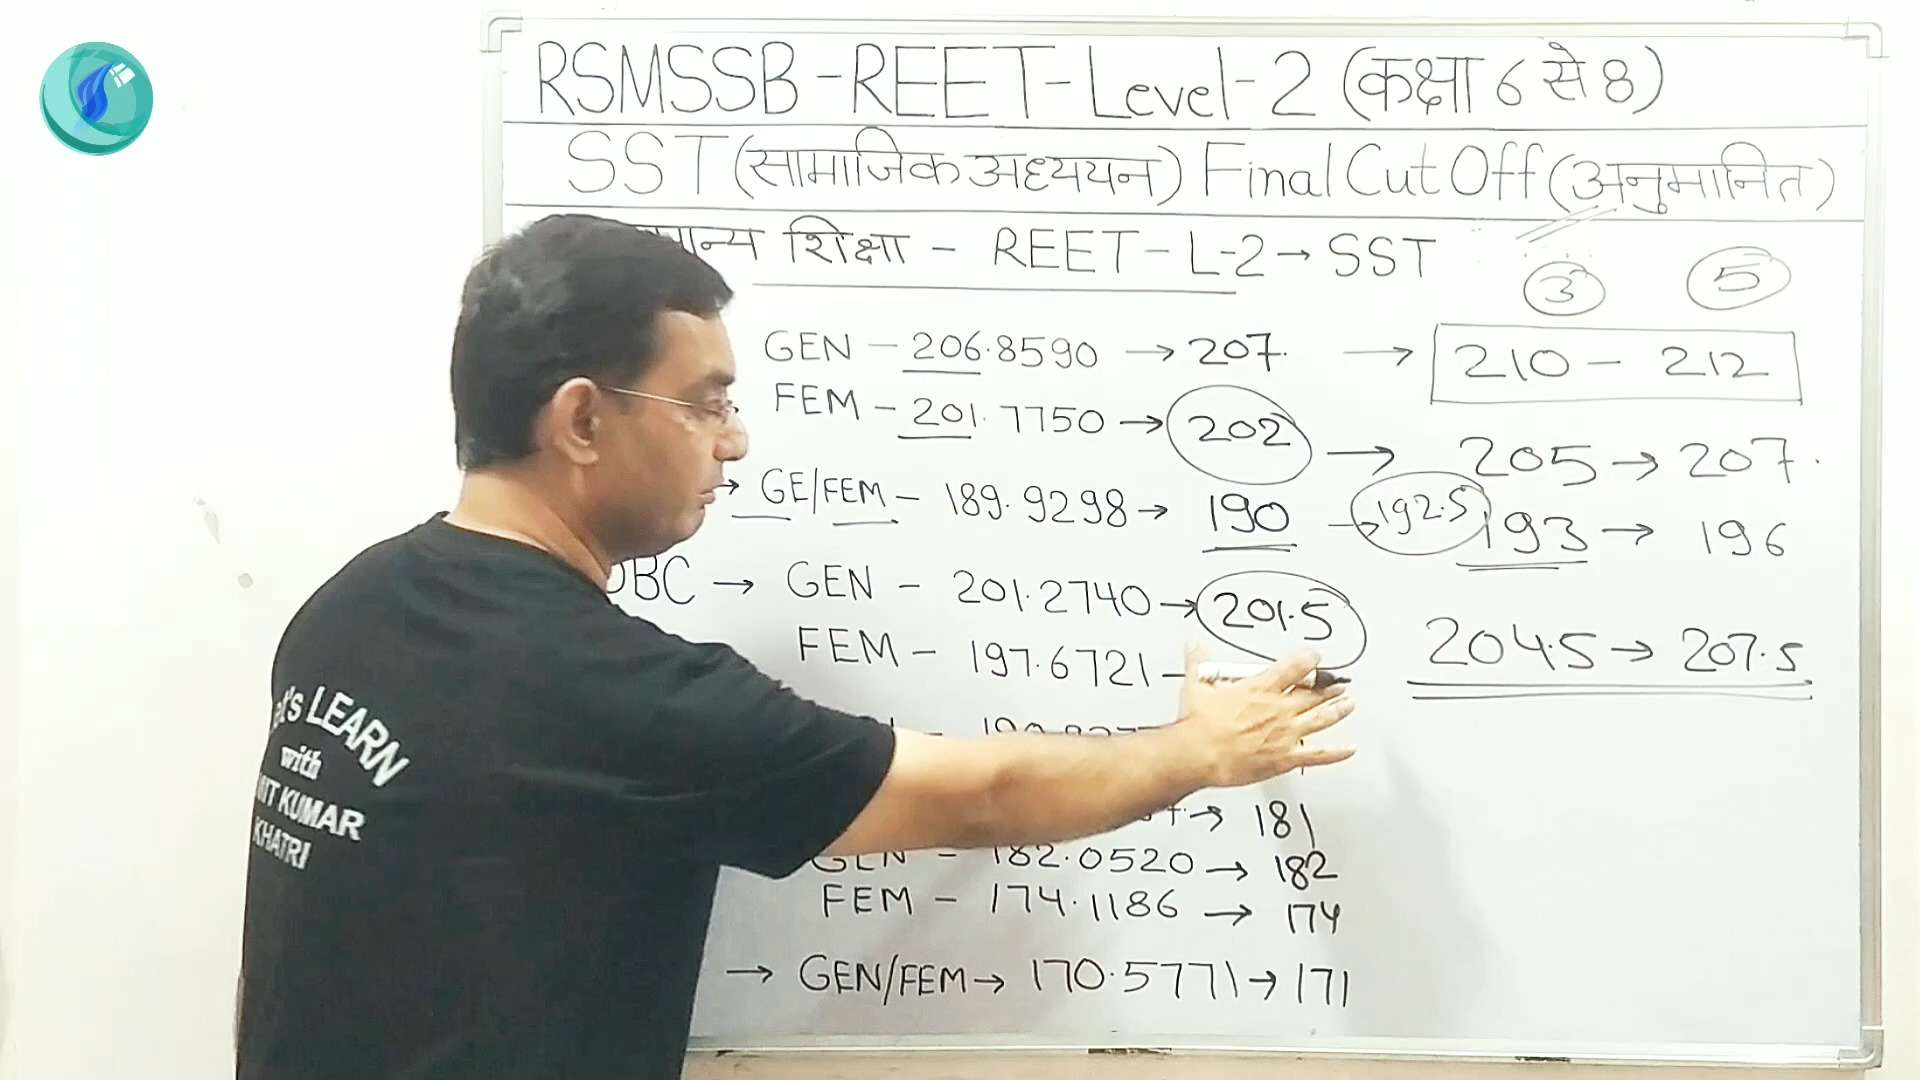 RSMSSB-REET-Level-2 (कक्षा 6 से 8)
SST (सामाजिक अध्ययन) Final Cut Off (अनुमानित)
शिक्षा - REET-L-2→SST
3 5
GEN - 206.8590 → 207. → 210 - 212
FEM - 201.7750 → 202 → 205 → 207.
→ GE/FEM - 189.9298 → 190 → 192.5 193 → 196
OBC → GEN - 201.2740 → 201.5 204.5 → 207.5
FEM - 197.6721 -
→ 181
GEN - 182.0520 → 182
FEM - 174.1186 → 174
→ GEN/FEM → 170.5771 → 171
LEARN
with
KUMAR
KHATRI